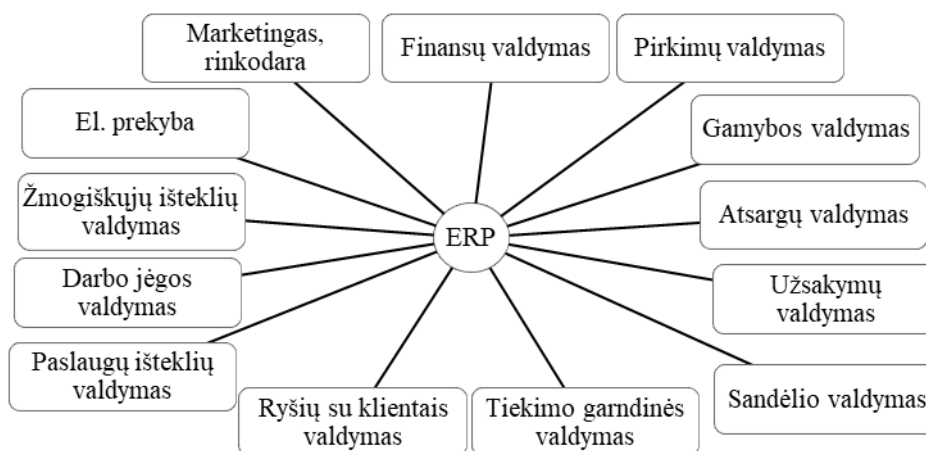 Marketingas,
rinkodara
Finansų valdymas
Pirkimų valdymas
El. prekyba
Gamybos valdymas
Žmogiškųjų išteklių
valdymas
Atsargų valdymas
ERP
Darbo jėgos
valdymas
Užsakymų
valdymas
Paslaugų išteklių
valdymas
Sandėlio valdymas
Ryšių su klientais
valdymas
Tiekimo garndinės
valdymas